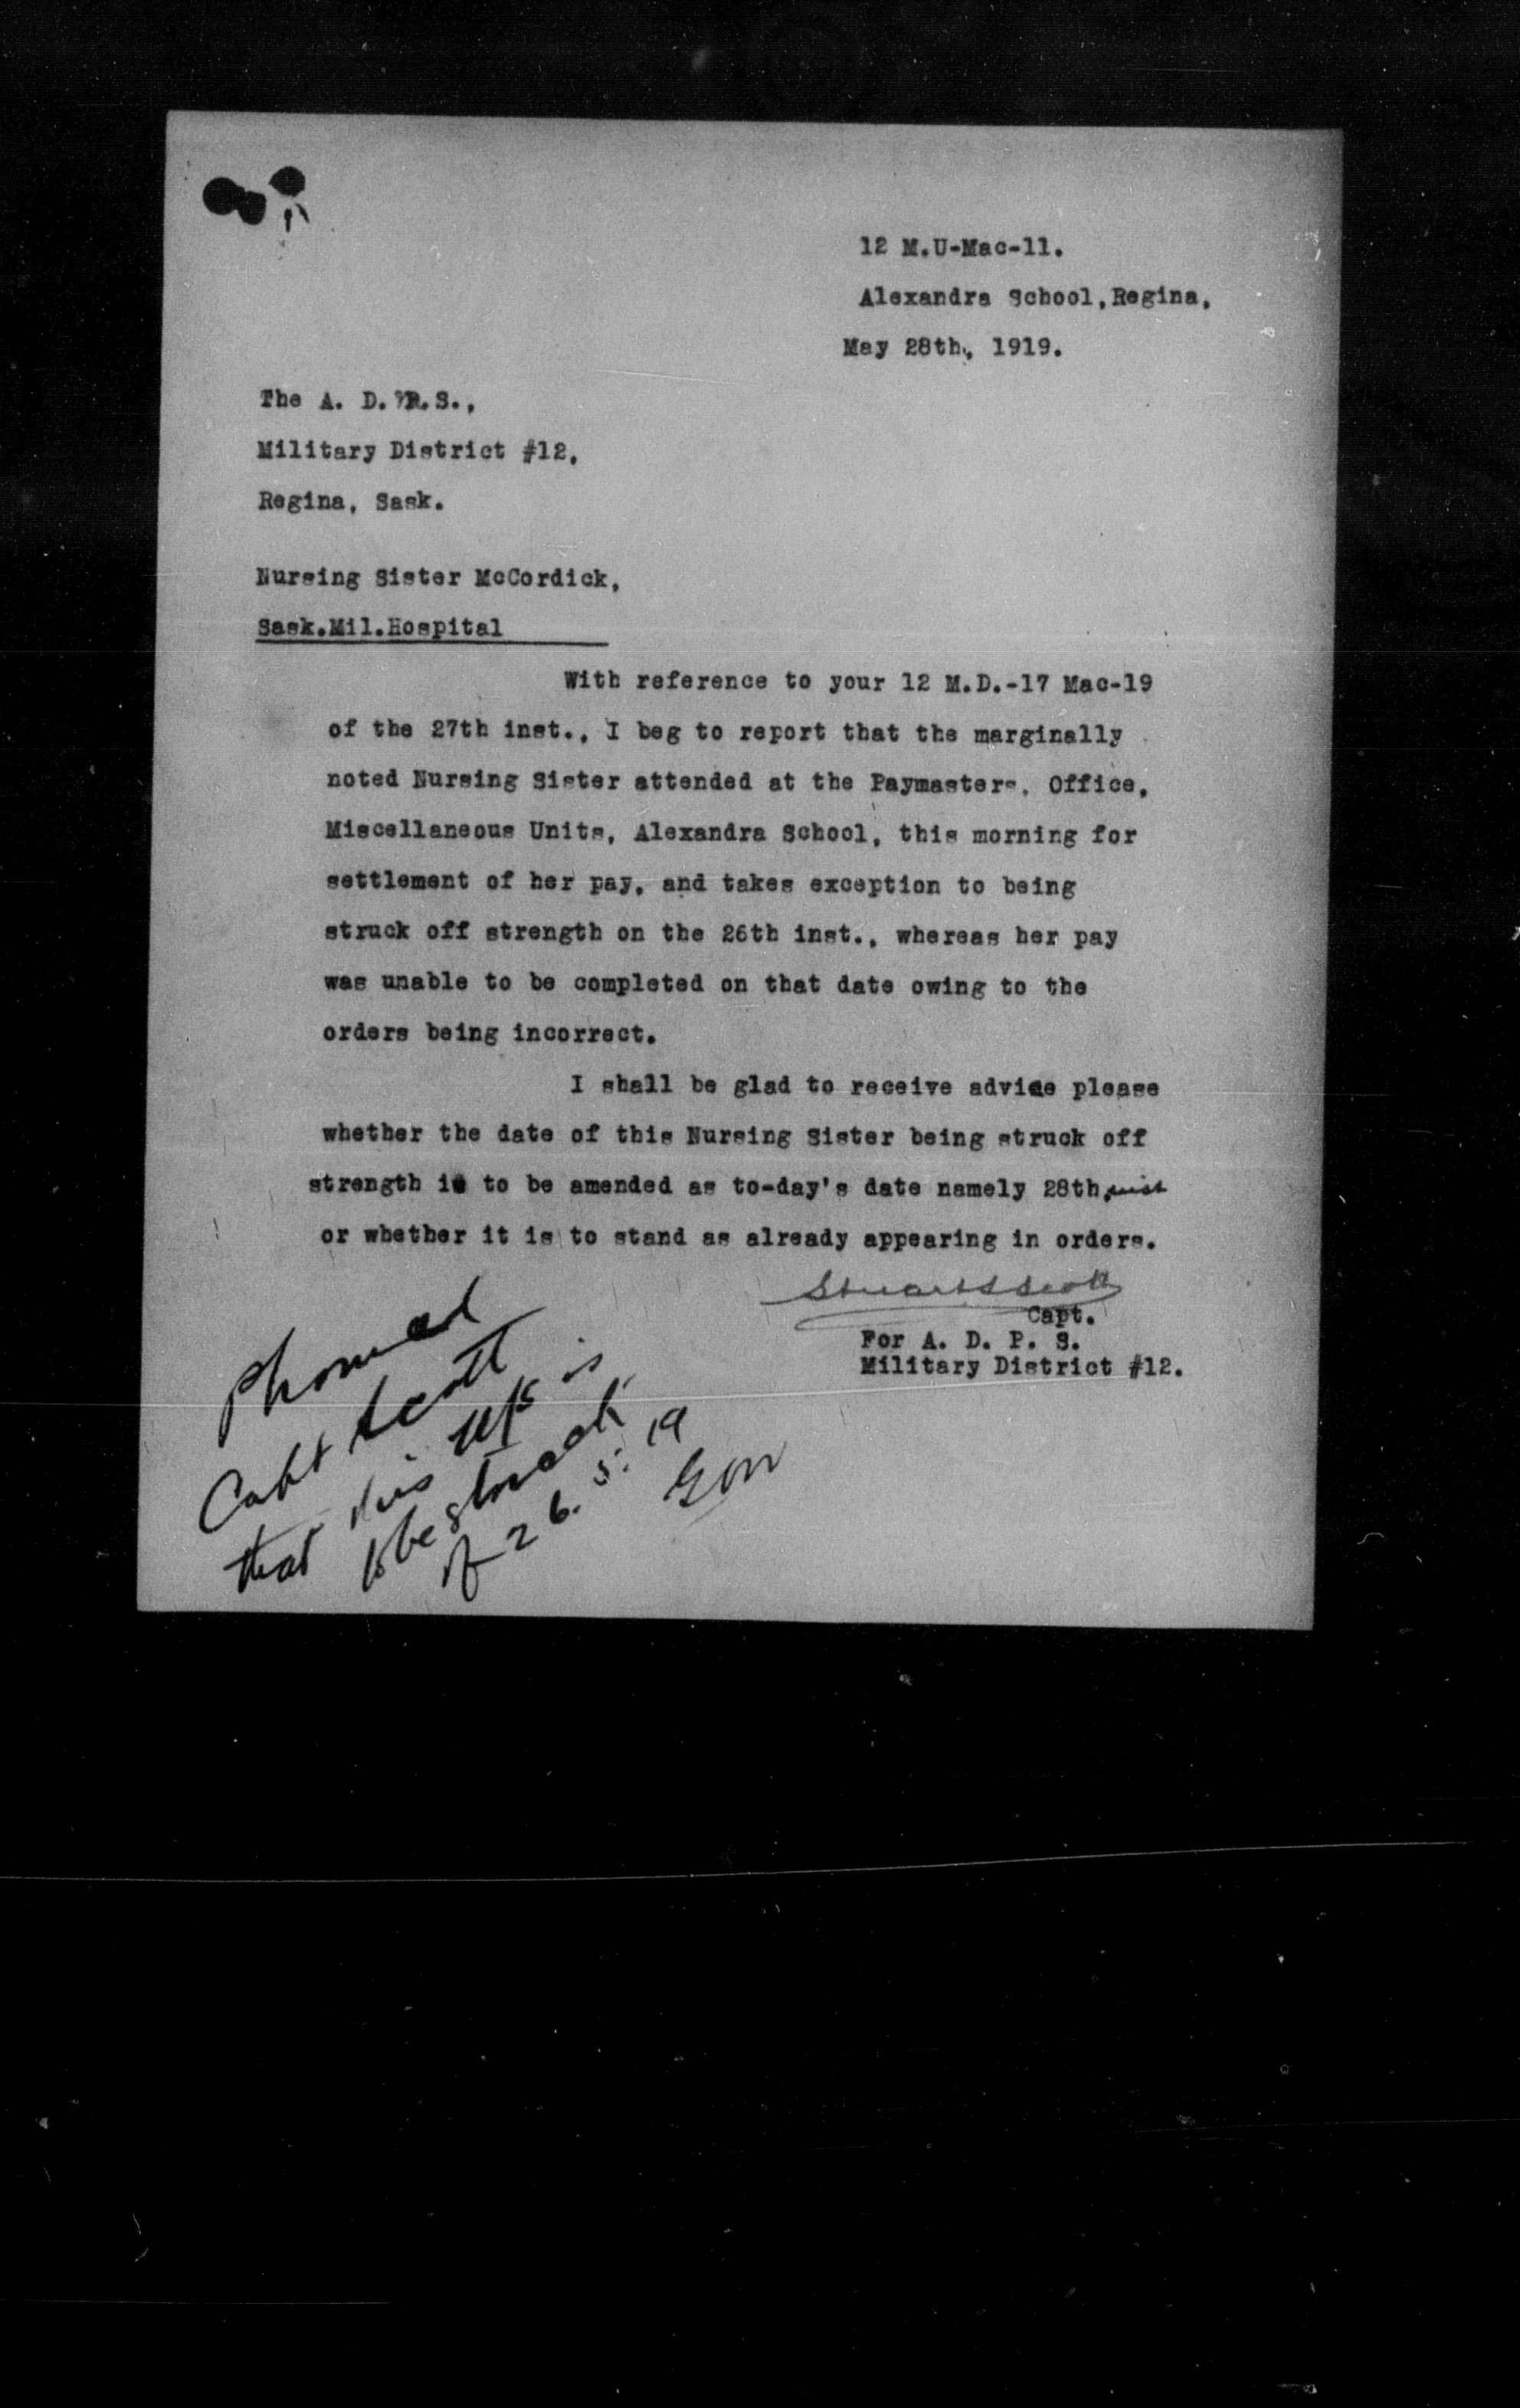 12 M.U-Mac-11.
Alexandra School, Regina,
May 28th, 1919.
The A. D. S.,
Military District #12,
Regina, Sask.
Nursing Sister McCordick,
Sask.Mil.Hospital
With reference to your 12 M.D.-17 Mac-19
of the 27th inst., I beg to report that the marginally
noted Nursing Sister attended at the Paymasters, Office,
Miscellaneous Units, Alexandra School, this morning for
settlement of her pay, and takes exception to being
struck off strength on the 26th inst., whereas her pay
was unable to be completed on that date owing to the
orders being incorrect.
I shall be glad to receive advice please
whether the date of this Nursing Sister being struck off
strength is to be amended as to-day's date namely 28th, inst
or whether it is to stand as already appearing in orders.
Stuart S Scott
Capt.
For A. D. P. S.
Military District #12.
Phoned
Capt Scott
that this is
to be
of 26.5.19